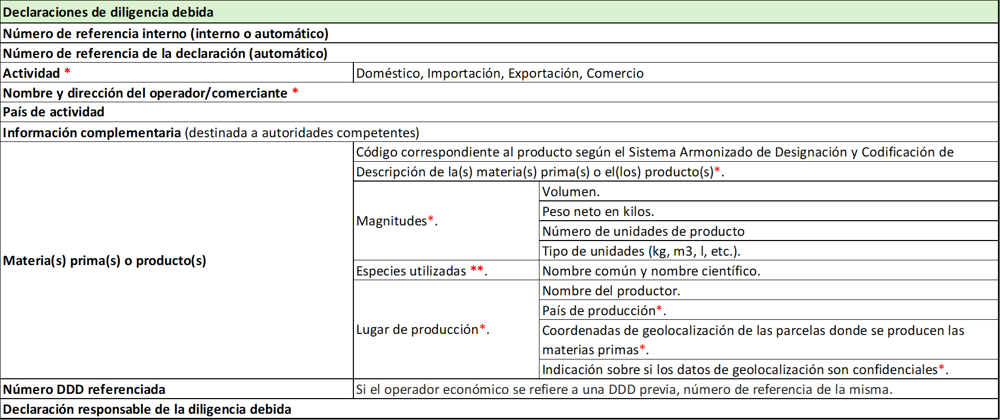 Declaraciones de diligencia debida
Número de referencia interno (interno o automático)
Número de referencia de la declaración (automático)
Actividad *
Doméstico, Importación, Exportación, Comercio
Nombre y dirección del operador/comerciante *
País de actividad
Información complementaria (destinada a autoridades competentes)
Materia(s) prima(s) o producto(s)
Código correspondiente al producto según el Sistema Armonizado de Designación y Codificación de
Descripción de la(s) materia(s) prima(s) o el(los) producto(s)*.
Magnitudes*.
Volumen.
Peso neto en kilos.
Número de unidades de producto
Tipo de unidades (kg, m3, l, etc.).
Especies utilizadas **.
Nombre común y nombre científico.
Lugar de producción*.
Nombre del productor.
País de producción*.
Coordenadas de geolocalización de las parcelas donde se producen las
materias primas*.
Indicación sobre si los datos de geolocalización son confidenciales*.
Número DDD referenciada
Si el operador económico se refiere a una DDD previa, número de referencia de la misma.
Declaración responsable de la diligencia debida